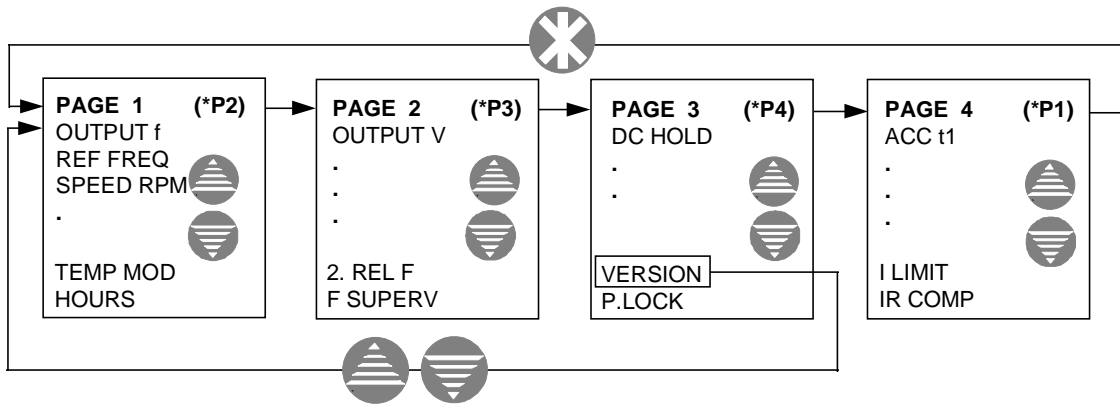 PAGE 1 (*P2)
OUTPUT f
REF FREQ
SPEED RPM
.
TEMP MOD
HOURS
PAGE 2 (*P3)
OUTPUT V
.
.
.
2. REL F
F SUPERV
PAGE 3 (*P4)
DC HOLD
.
.
VERSION
P.LOCK
PAGE 4 (*P1)
ACC t1
.
.
.
I LIMIT
IR COMP